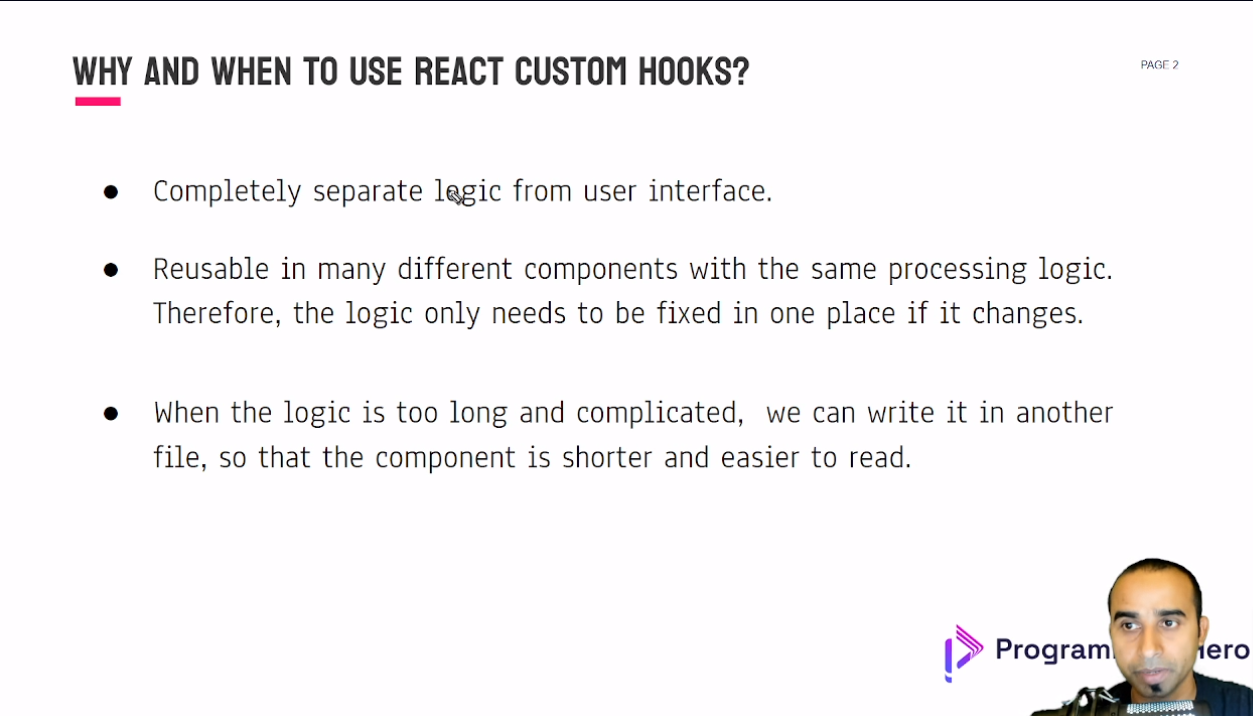 WHY AND WHEN TO USE REACT CUSTOM HOOKS?
PAGE 2
● Completely separate logic from user interface.
● Reusable in many different components with the same processing logic.
Therefore, the logic only needs to be fixed in one place if it changes.
● When the logic is too long and complicated, we can write it in another
file, so that the component is shorter and easier to read.